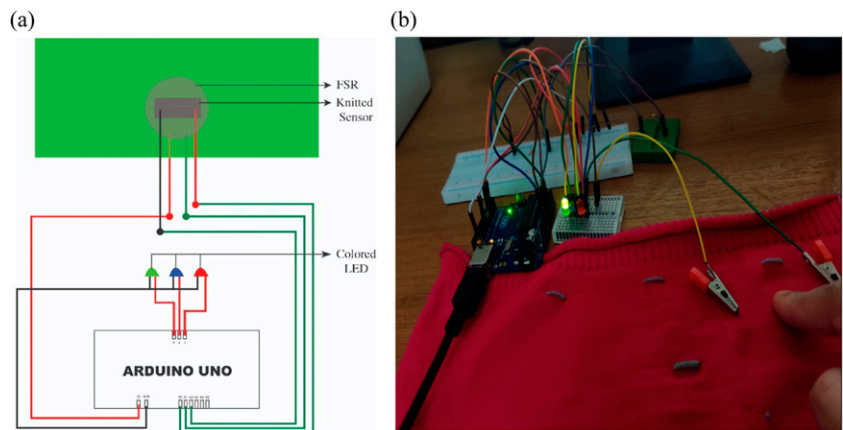 (a)
(b)
FSR
Knitted
Sensor
Colored
LED
ARDUINO UNO